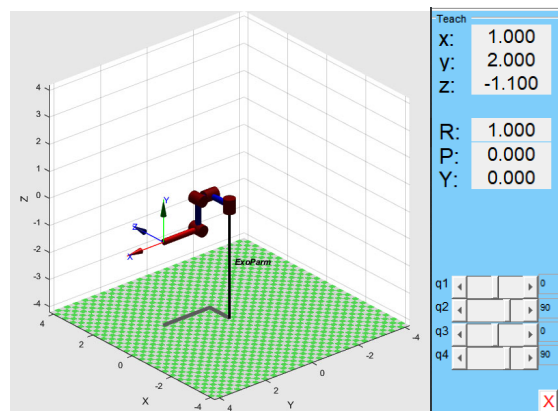 Teach
x: 1.000
y: 2.000
z: -1.100
R: 1.000
P: 0.000
Y: 0.000
q1 0
q2 90
q3 0
q4 90
X
4
3
2
1
0
-1
-2
-3
-4
Z
Y
Z
X
ExoParm
4
2
0
-2
-4
X
4
2
0
-2
-4
Y